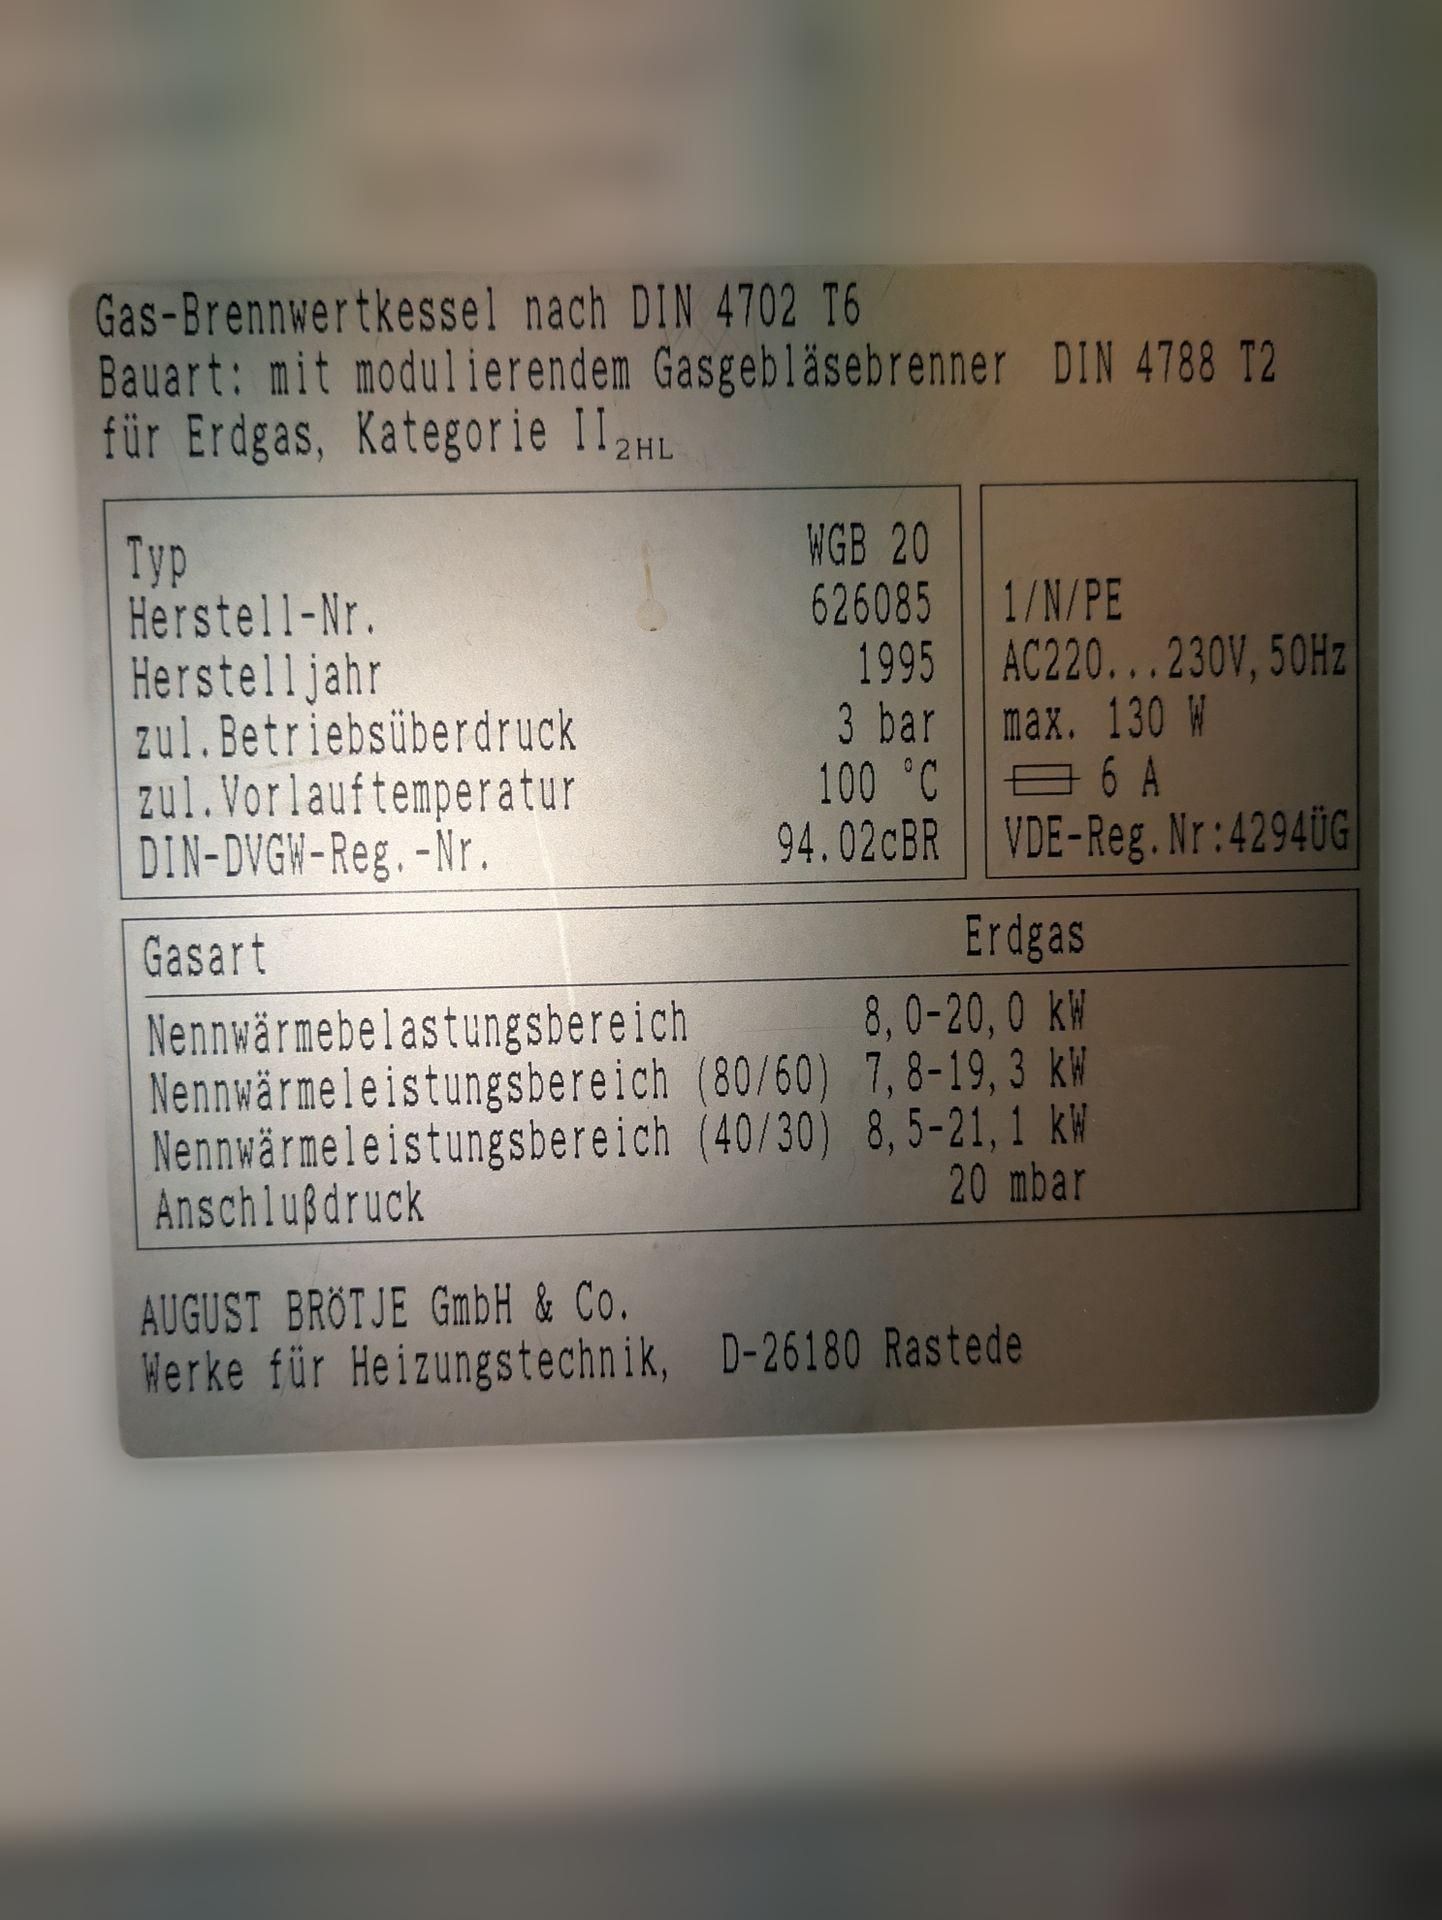 Gas-Brennwertkessel nach DIN 4702 T6
Bauart: mit modulierendem Gasgebläsebrenner DIN 4788 T2
für Erdgas, Kategorie II2HL
Typ WGB 20
Herstell-Nr. 626085
Herstelljahr 1995
zul.Betriebsüberdruck 3 bar
zul.Vorlauftemperatur 100 °C
DIN-DVGW-Reg.-Nr. 94.02cBR
1/N/PE
AC220...230V,50Hz
max. 130 W
6 A
VDE-Reg.Nr:4294ÜG
Gasart Erdgas
Nennwärmebelastungsbereich 8,0-20,0 kW
Nennwärmeleistungsbereich (80/60) 7,8-19,3 kW
Nennwärmeleistungsbereich (40/30) 8,5-21,1 kW
Anschlußdruck 20 mbar
AUGUST BRÖTJE GmbH & Co.
Werke für Heizungstechnik, D-26180 Rastede